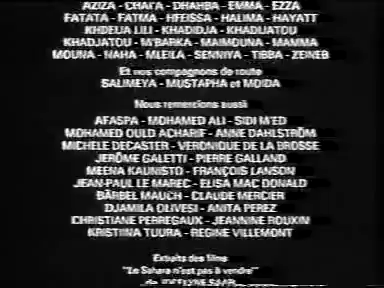 AZIZA - CHAFA - DHAHBA - EMMA - EZZA
FATATA - FATMA - HFEISSA - HALIMA - HAYATT
KHDEIJA LILI - KHADIDJA - KHADIJATOU
KHADJATOU - M'BARKA - MAIMOUNA - MAMMA
MOUNA - NAHA - MLEILA - SENNIYA - TIBBA - ZEINEB
Et nos compagnons de route
SALIMEYA - MUSTAPHA et MOIDA
Nous remercions aussi
AFASPA - MOHAMED ALI - SIDI M'ED
MOHAMED OULD ACHARIF - ANNE DAHLSTRÖM
MICHELE DECASTER - VERONIQUE DE LA BROSSE
JERÔME GALETTI - PIERRE GALLAND
MEENA KAUNISTO - FRANÇOIS LANSON
JEAN-PAUL LE MAREC - ELISA MAC DONALD
BÄRBEL MAUCH - CLAUDE MERCIER
DJAMILA OLIVESI - ANITA PEREZ
CHRISTIANE PERREGAUX - JEANNINE ROUXIN
KRISTIINA TUURA - REGINE VILLEMONT
Extraits des films
"Le Sahara n'est pas à vendre"
de JOCELYNE SAAB